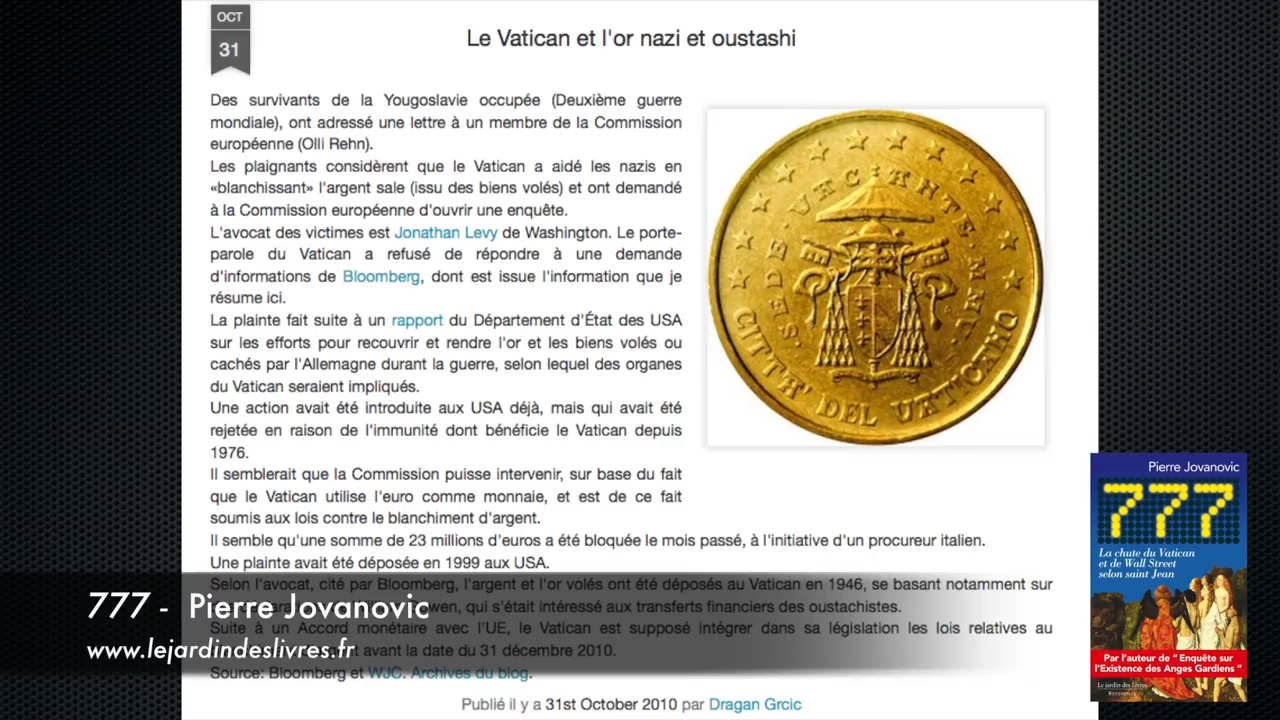 OCT
31
Le Vatican et l'or nazi et oustashi
Des survivants de la Yougoslavie occupée (Deuxième guerre
mondiale), ont adressé une lettre à un membre de la Commission
européenne (Olli Rehn).
Les plaignants considèrent que le Vatican a aidé les nazis en
«blanchissant» l'argent sale (issu des biens volés) et ont demandé
à la Commission européenne d'ouvrir une enquête.
L'avocat des victimes est Jonathan Levy de Washington. Le porte-
parole du Vatican a refusé de répondre à une demande
d'informations de Bloomberg, dont est issue l'information que je
résume ici.
La plainte fait suite à un rapport du Département d'État des USA
sur les efforts pour recouvrir et rendre l'or et les biens volés ou
cachés par l'Allemagne durant la guerre, selon lequel des organes
du Vatican seraient impliqués.
Une action avait été introduite aux USA déjà, mais qui avait été
rejetée en raison de l'immunité dont bénéficie le Vatican depuis
1976.
Il semblerait que la Commission puisse intervenir, sur base du fait
que le Vatican utilise l'euro comme monnaie, et est de ce fait
soumis aux lois contre le blanchiment d'argent.
Il semble qu'une somme de 23 millions d'euros a été bloquée le mois passé, à l'initiative d'un procureur italien.
Une plainte avait été déposée en 1999 aux USA.
Selon l'avocat, cité par Bloomberg, l'argent et l'or volés ont été déposés au Vatican en 1946, se basant notamment sur
qui s'était intéressé aux transferts financiers des oustachistes.
Suite à un Accord monétaire avec l'UE, le Vatican est supposé intégrer dans sa législation les lois relatives au
avant la date du 31 décembre 2010.
Source: Bloomberg et WJC. Archives du blog.
Publié il y a 31st October 2010 par Dragan Grcic
SEDE VACANTE MMV
CITTA' DEL VATICANO
777 - Pierre Jovanovic
www.lejardindeslivres.fr
Pierre Jovanovic
777
La chute du Vatican
et de Wall Street
selon saint Jean
Par l'auteur de " Enquête sur
l'Existence des Anges Gardiens "
Le jardin des Livres
REFERENCE